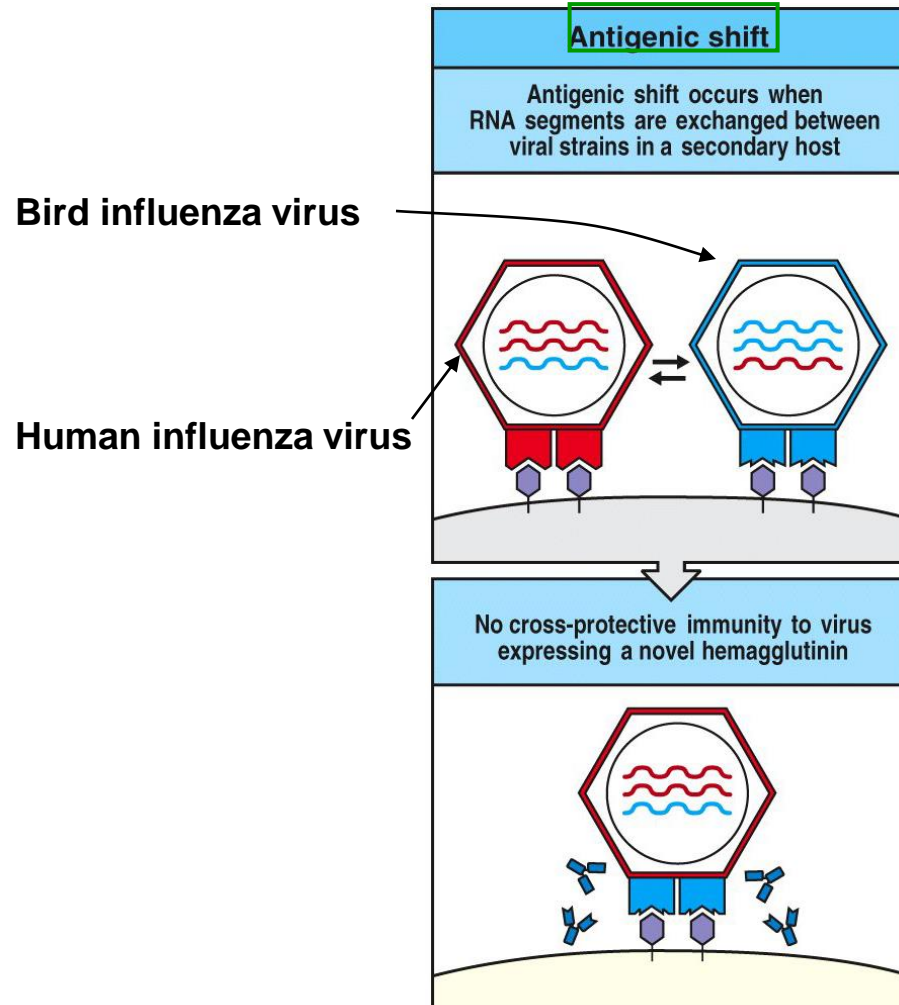 Antigenic shift
Antigenic shift occurs when
RNA segments are exchanged between
viral strains in a secondary host
Bird influenza virus
Human influenza virus
No cross-protective immunity to virus
expressing a novel hemagglutinin